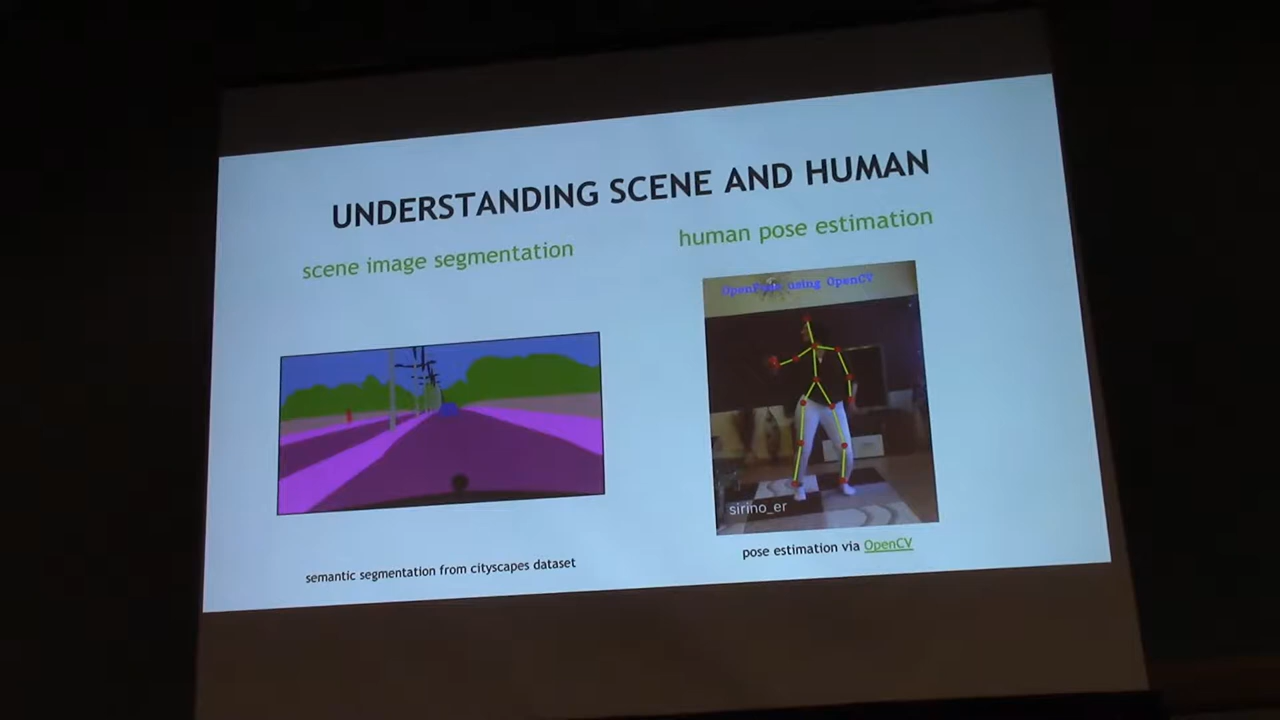 UNDERSTANDING SCENE AND HUMAN
scene image segmentation
human pose estimation
OpenPose using OpenCV
sirino_er
semantic segmentation from cityscapes dataset
pose estimation via OpenCV